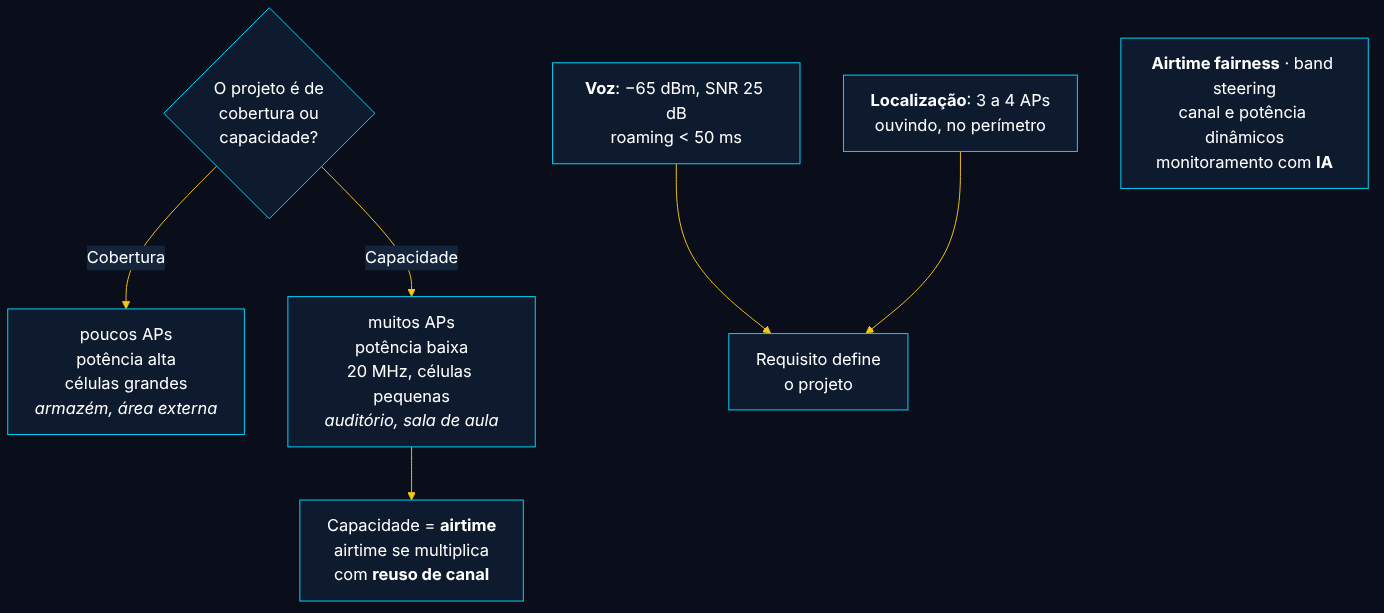 O projeto é de
cobertura ou
capacidade?
Cobertura
Capacidade
poucos APs
potência alta
células grandes
armazém, área externa
muitos APs
potência baixa
20 MHz, células
pequenas
auditório, sala de aula
Capacidade = airtime
airtime se multiplica
com reuso de canal
Voz: −65 dBm, SNR 25
dB
roaming < 50 ms
Localização: 3 a 4 APs
ouvindo, no perímetro
Requisito define
o projeto
Airtime fairness · band
steering
canal e potência
dinâmicos
monitoramento com IA